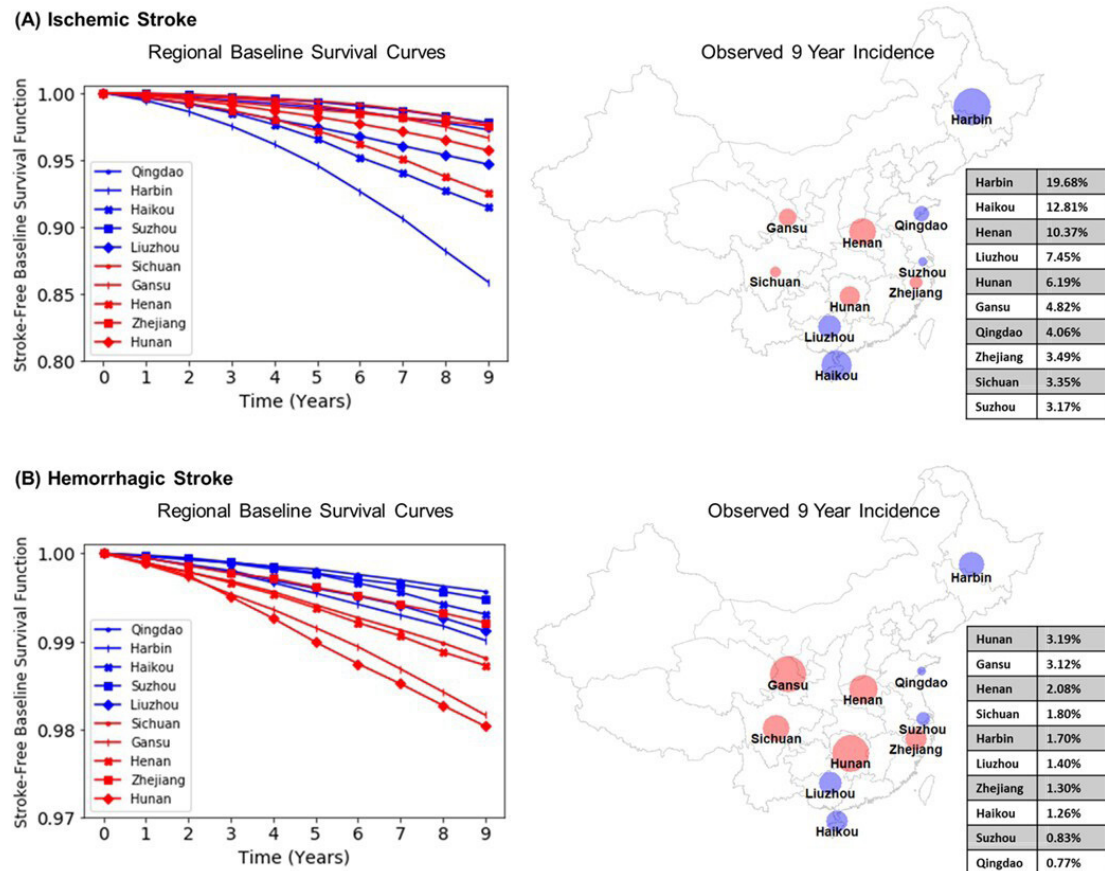 (A) Ischemic Stroke
Regional Baseline Survival Curves
Stroke-Free Baseline Survival Function
1.00
0.95
0.90
0.85
0.80
Qingdao
Harbin
Haikou
Suzhou
Liuzhou
Sichuan
Gansu
Henan
Zhejiang
Hunan
0 1 2 3 4 5 6 7 8 9
Time (Years)
Observed 9 Year Incidence
Harbin
Qingdao
Gansu
Henan
Suzhou
Sichuan
Zhejiang
Hunan
Liuzhou
Haikou
Harbin 19.68%
Haikou 12.81%
Henan 10.37%
Liuzhou 7.45%
Hunan 6.19%
Gansu 4.82%
Qingdao 4.06%
Zhejiang 3.49%
Sichuan 3.35%
Suzhou 3.17%
(B) Hemorrhagic Stroke
Regional Baseline Survival Curves
Stroke-Free Baseline Survival Function
1.00
0.99
0.98
0.97
Qingdao
Harbin
Haikou
Suzhou
Liuzhou
Sichuan
Gansu
Henan
Zhejiang
Hunan
0 1 2 3 4 5 6 7 8 9
Time (Years)
Observed 9 Year Incidence
Harbin
Qingdao
Gansu
Henan
Suzhou
Sichuan
Zhejiang
Hunan
Liuzhou
Haikou
Hunan 3.19%
Gansu 3.12%
Henan 2.08%
Sichuan 1.80%
Harbin 1.70%
Liuzhou 1.40%
Zhejiang 1.30%
Haikou 1.26%
Suzhou 0.83%
Qingdao 0.77%